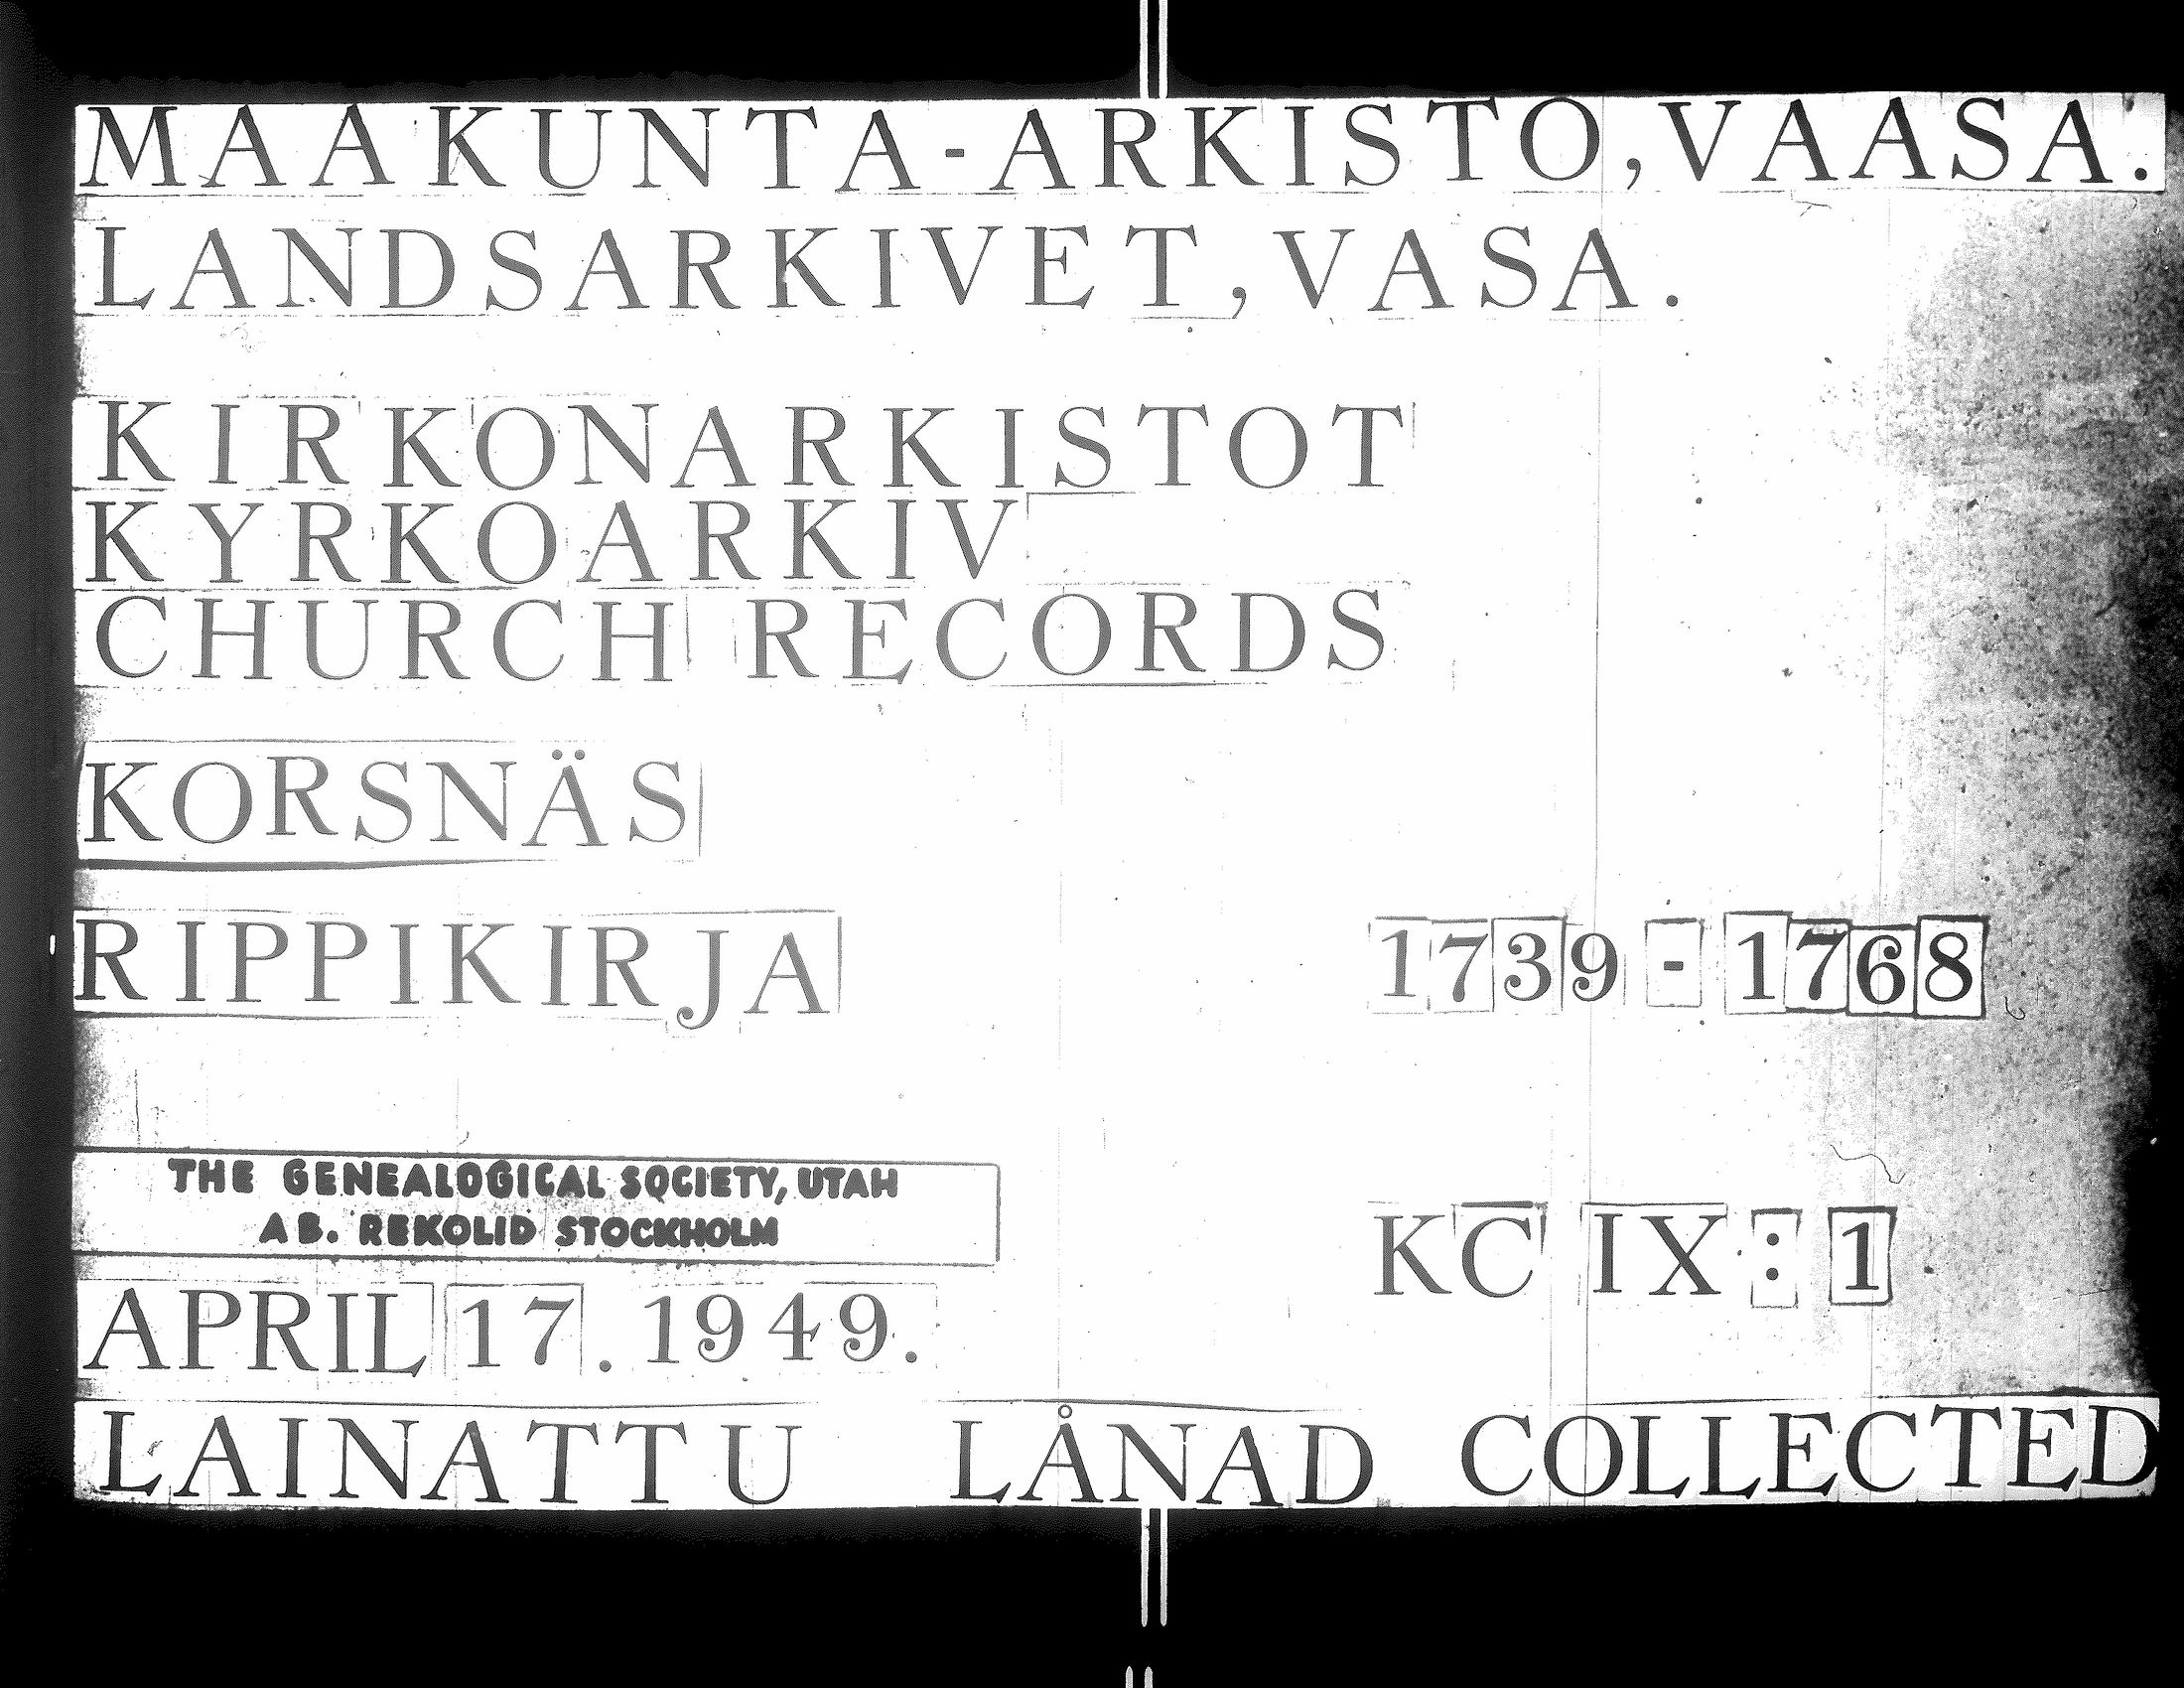 MAAKUNTA-ARKISTO, VAASA.
LANDSARKIVET, VASA.
KIRKONARKISTOT
KYRKOARKIV
CHURCH RECORDS
KORSNÄS
RIPPIKIRJA 1739 - 1768
THE GENEALOGICAL SOCIETY, UTAH
AB. REKOLID STOCKHOLM
KC IX : 1
APRIL 17. 1949.
LAINATTU LÅNAD COLLECTED